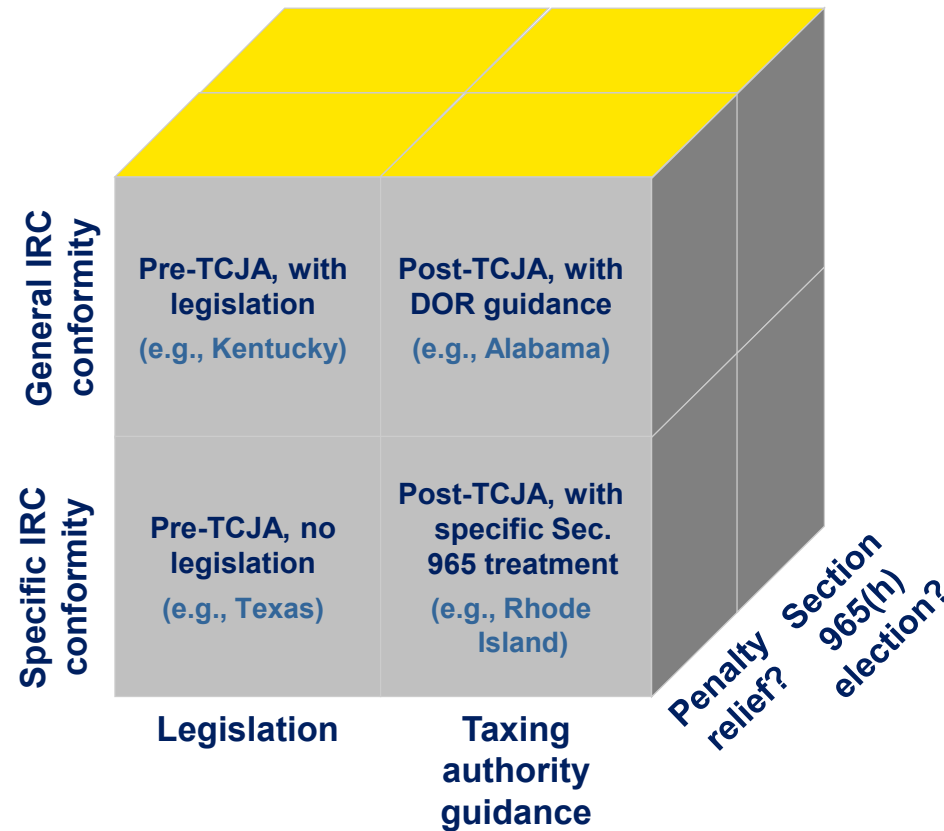 General IRC
conformity
Pre-TCJA, with
legislation
(e.g., Kentucky)
Post-TCJA, with
DOR guidance
(e.g., Alabama)
Specific IRC
conformity
Pre-TCJA, no
legislation
(e.g., Texas)
Post-TCJA, with
specific Sec.
965 treatment
(e.g., Rhode
Island)
Legislation
Taxing
authority
guidance
Penalty
relief?
Section
965(h)
election?